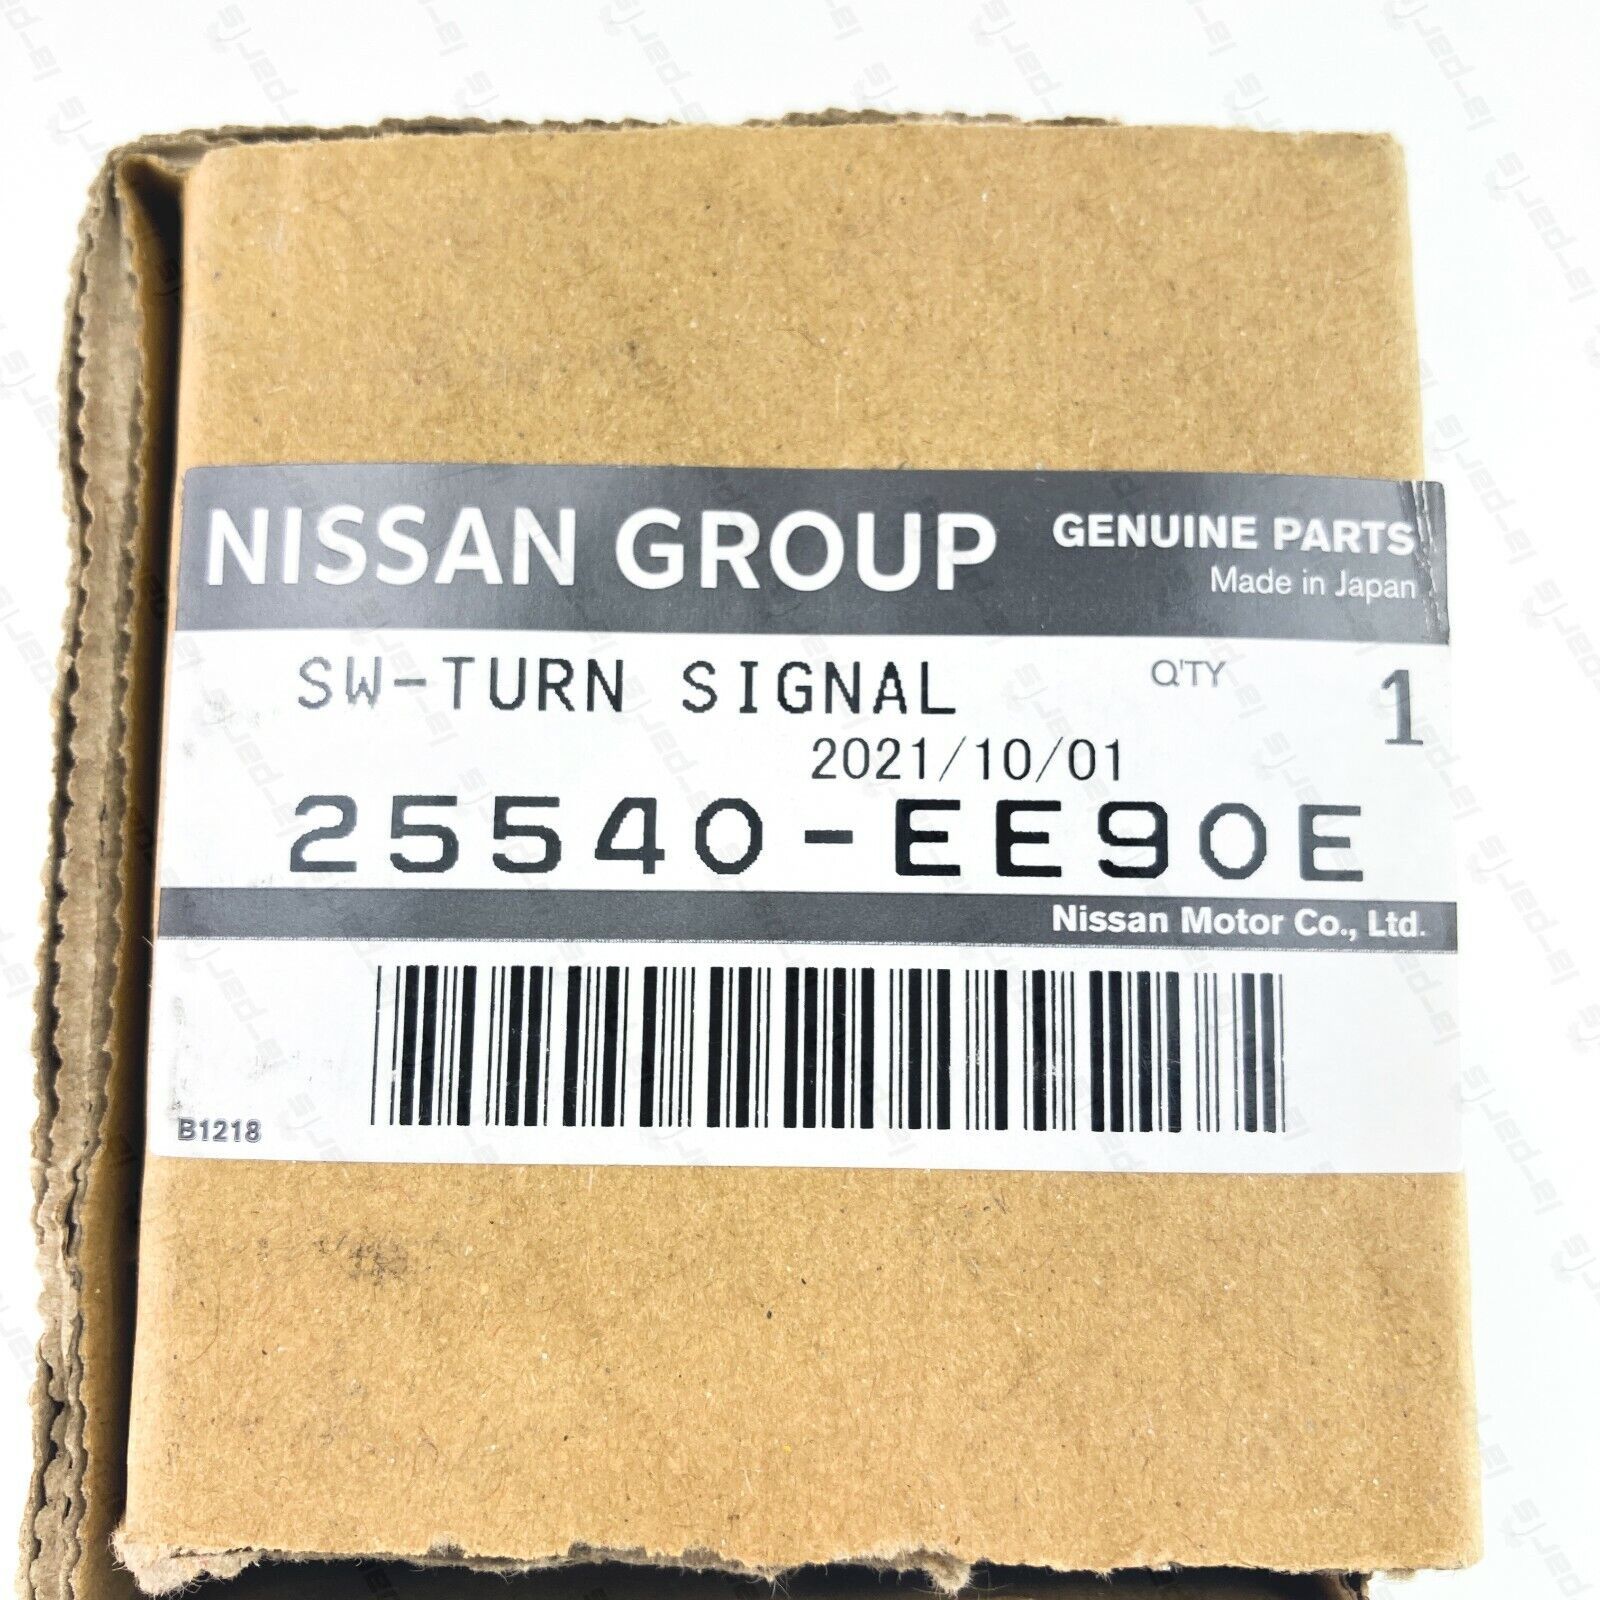 NISSAN GROUP GENUINE PARTS
Made in Japan
SW-TURN SIGNAL Q'TY 1
2021/10/01
25540-EE90E
Nissan Motor Co., Ltd.
B1218